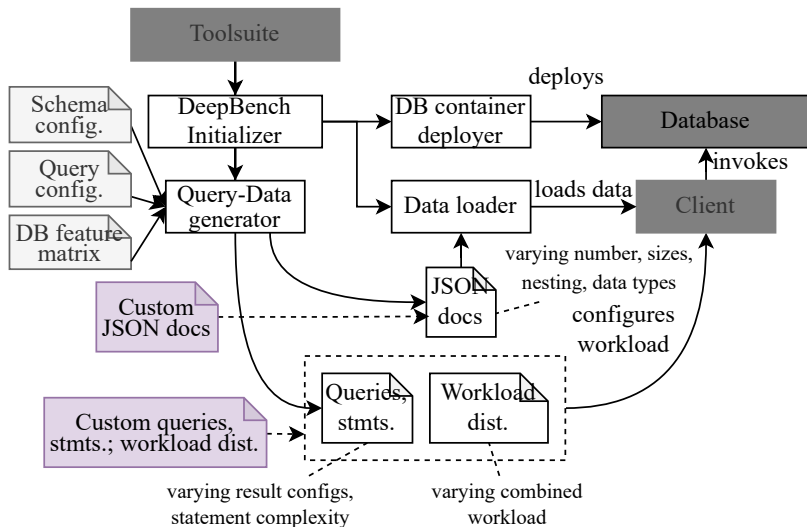 Toolsuite
deploys
Schema
config.
DeepBench
Initializer
DB container
deployer
Database
Query
config.
invokes
Query-Data
generator
Data loader
loads data
Client
DB feature
matrix
varying number, sizes,
nesting, data types
JSON
docs
Custom
JSON docs
configures
workload
Queries,
stmts.
Workload
dist.
Custom queries,
stmts.; workload dist.
varying result configs,
statement complexity
varying combined
workload